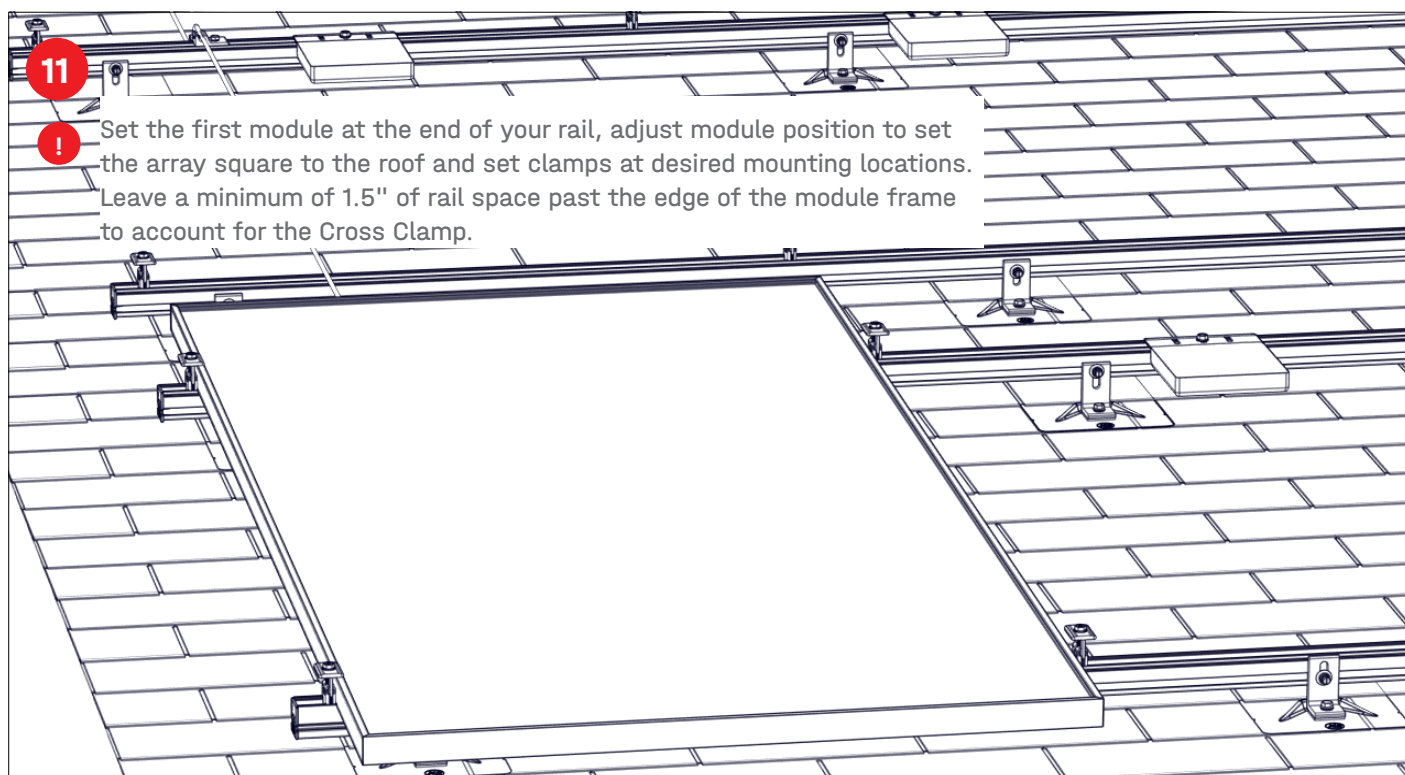 11
!
Set the first module at the end of your rail, adjust module position to set
the array square to the roof and set clamps at desired mounting locations.
Leave a minimum of 1.5'' of rail space past the edge of the module frame
to account for the Cross Clamp.